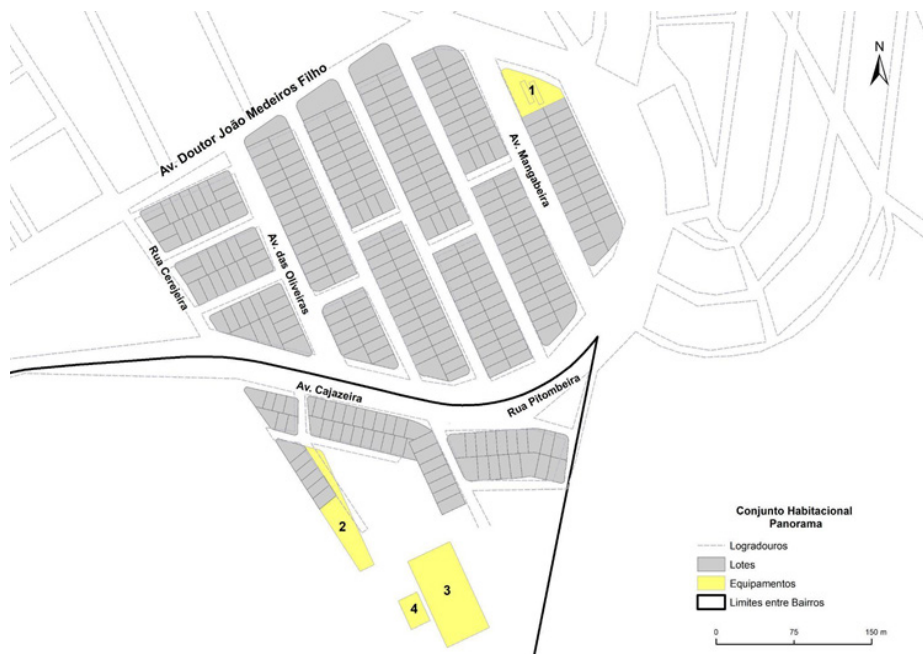 N
1
Av. Doutor João Medeiros Filho
Av. Mangabeira
Av. das Oliveiras
Rua Cerejeira
Av. Cajazeira
Rua Pitombeira
2
3
4
Conjunto Habitacional
Panorama
Logradouros
Lotes
Equipamentos
Limites entre Bairros
0 75 150 m